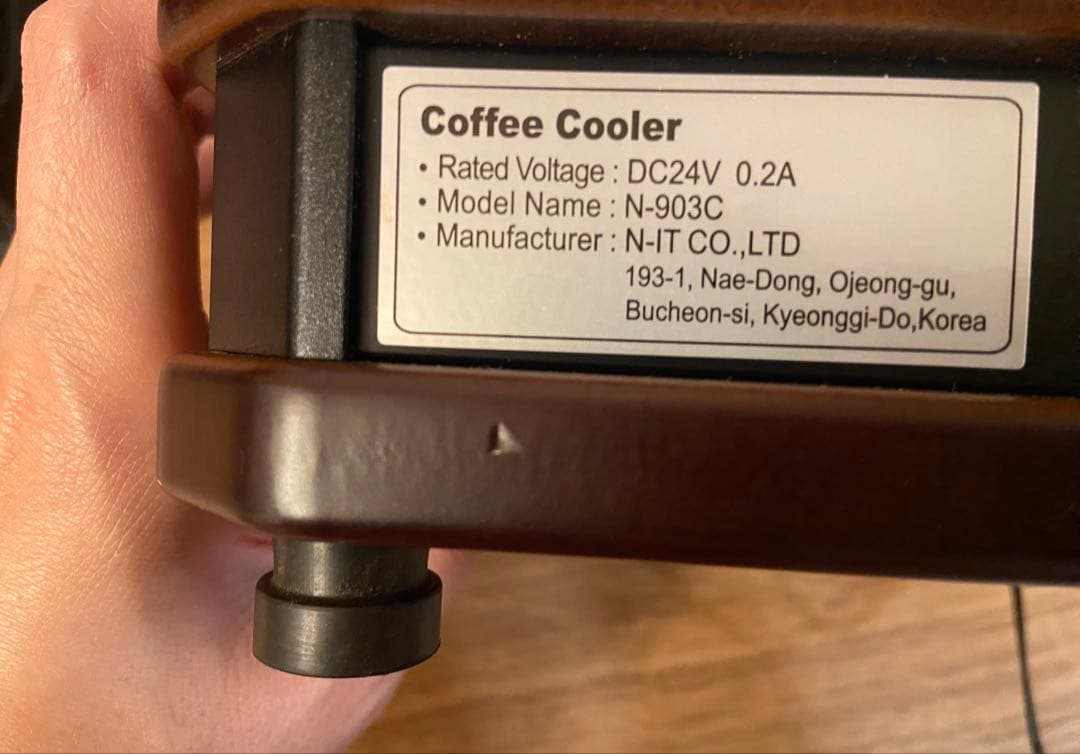 Coffee Cooler
• Rated Voltage : DC24V 0.2A
• Model Name : N-903C
• Manufacturer : N-IT CO.,LTD
193-1, Nae-Dong, Ojeong-gu,
Bucheon-si, Kyeonggi-Do,Korea